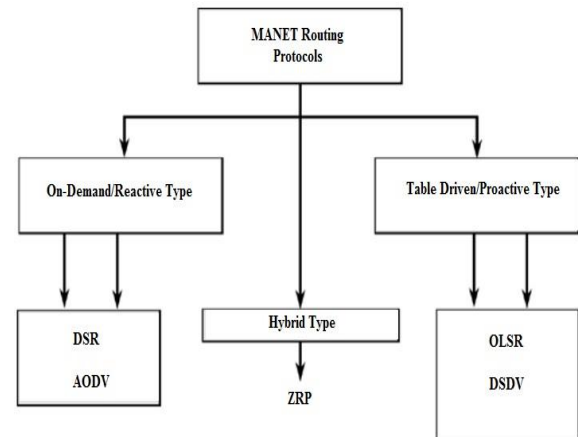 MANET Routing
Protocols
On-Demand/Reactive Type
Table Driven/Proactive Type
Hybrid Type
DSR
AODV
ZRP
OLSR
DSDV